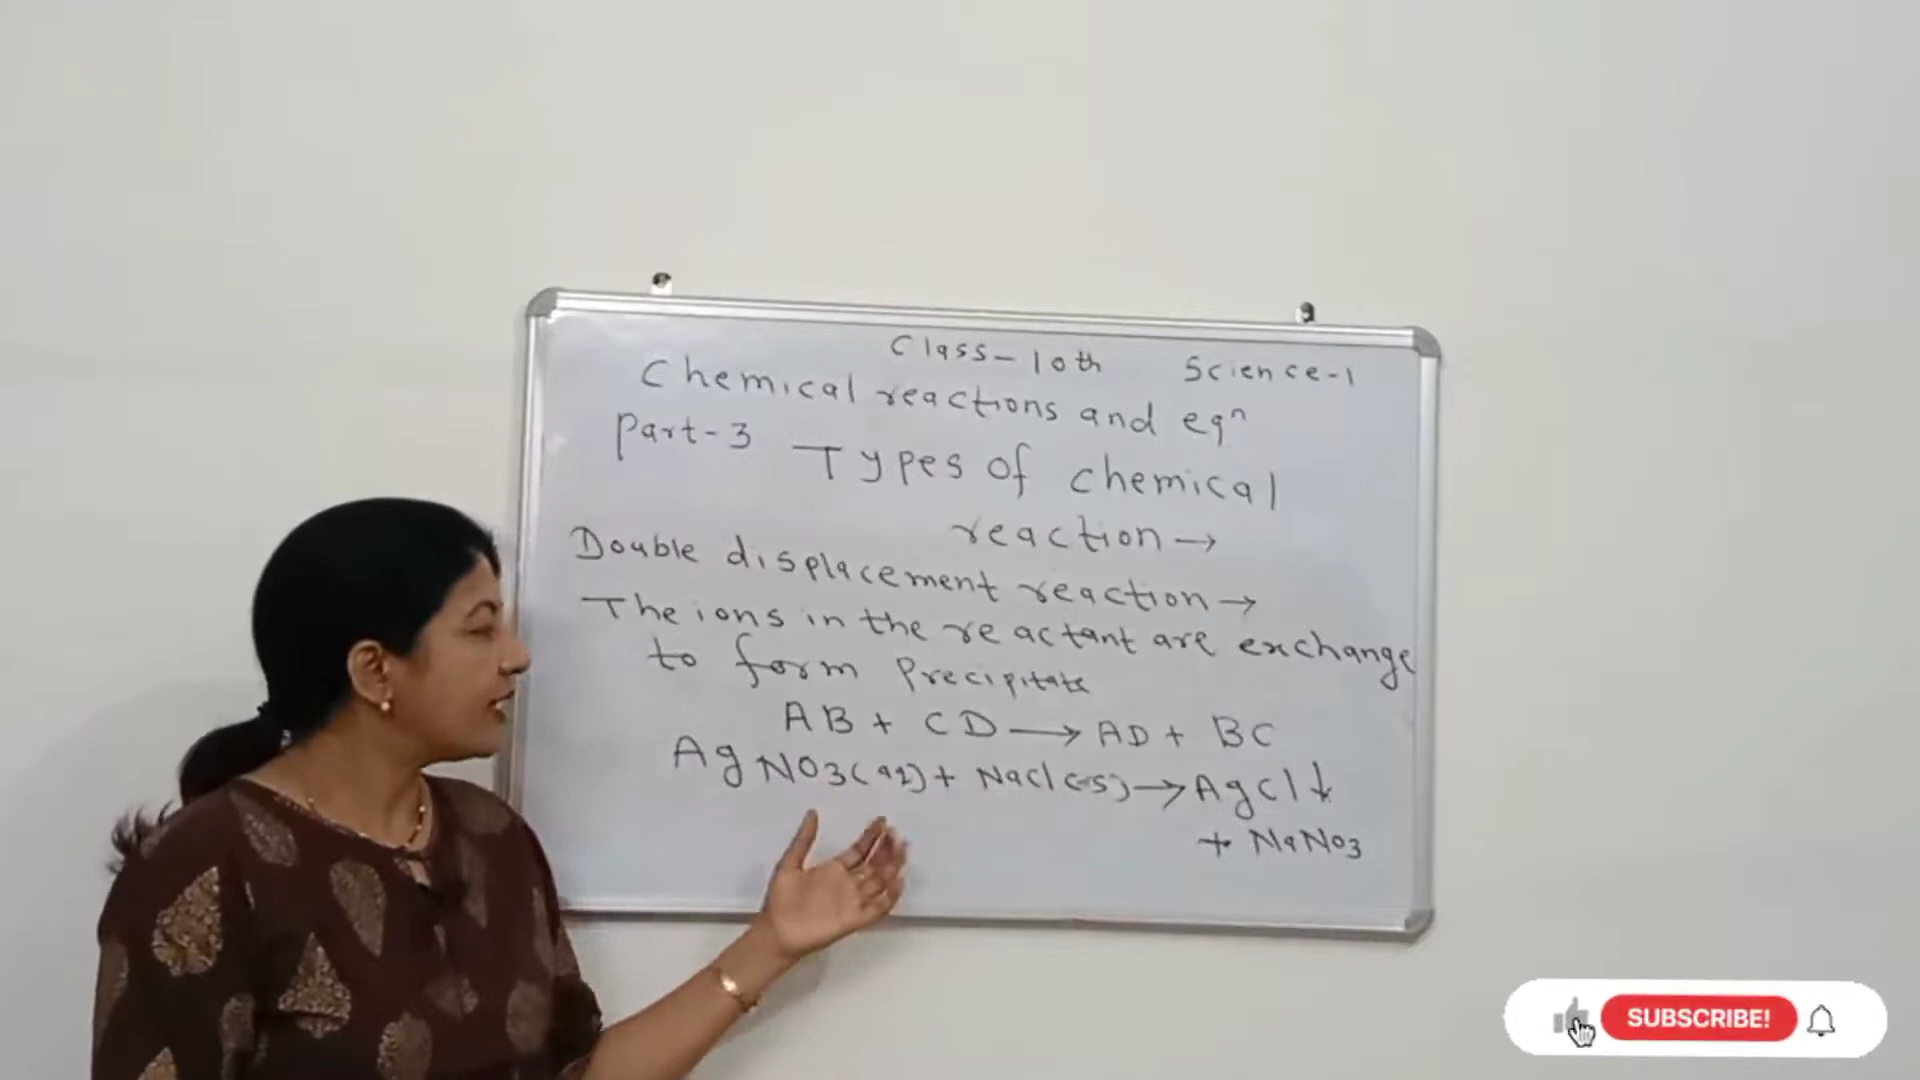 Class-10th Science-1
Chemical reactions and eqn
Part-3 Types of chemical
reaction→
Double displacement reaction→
The ions in the reactant are exchange
to form Precipitate
AB + CD → AD + BC
AgNO3(aq) + Nacl(s) → Agcl↓
+ NaNO3
SUBSCRIBE!